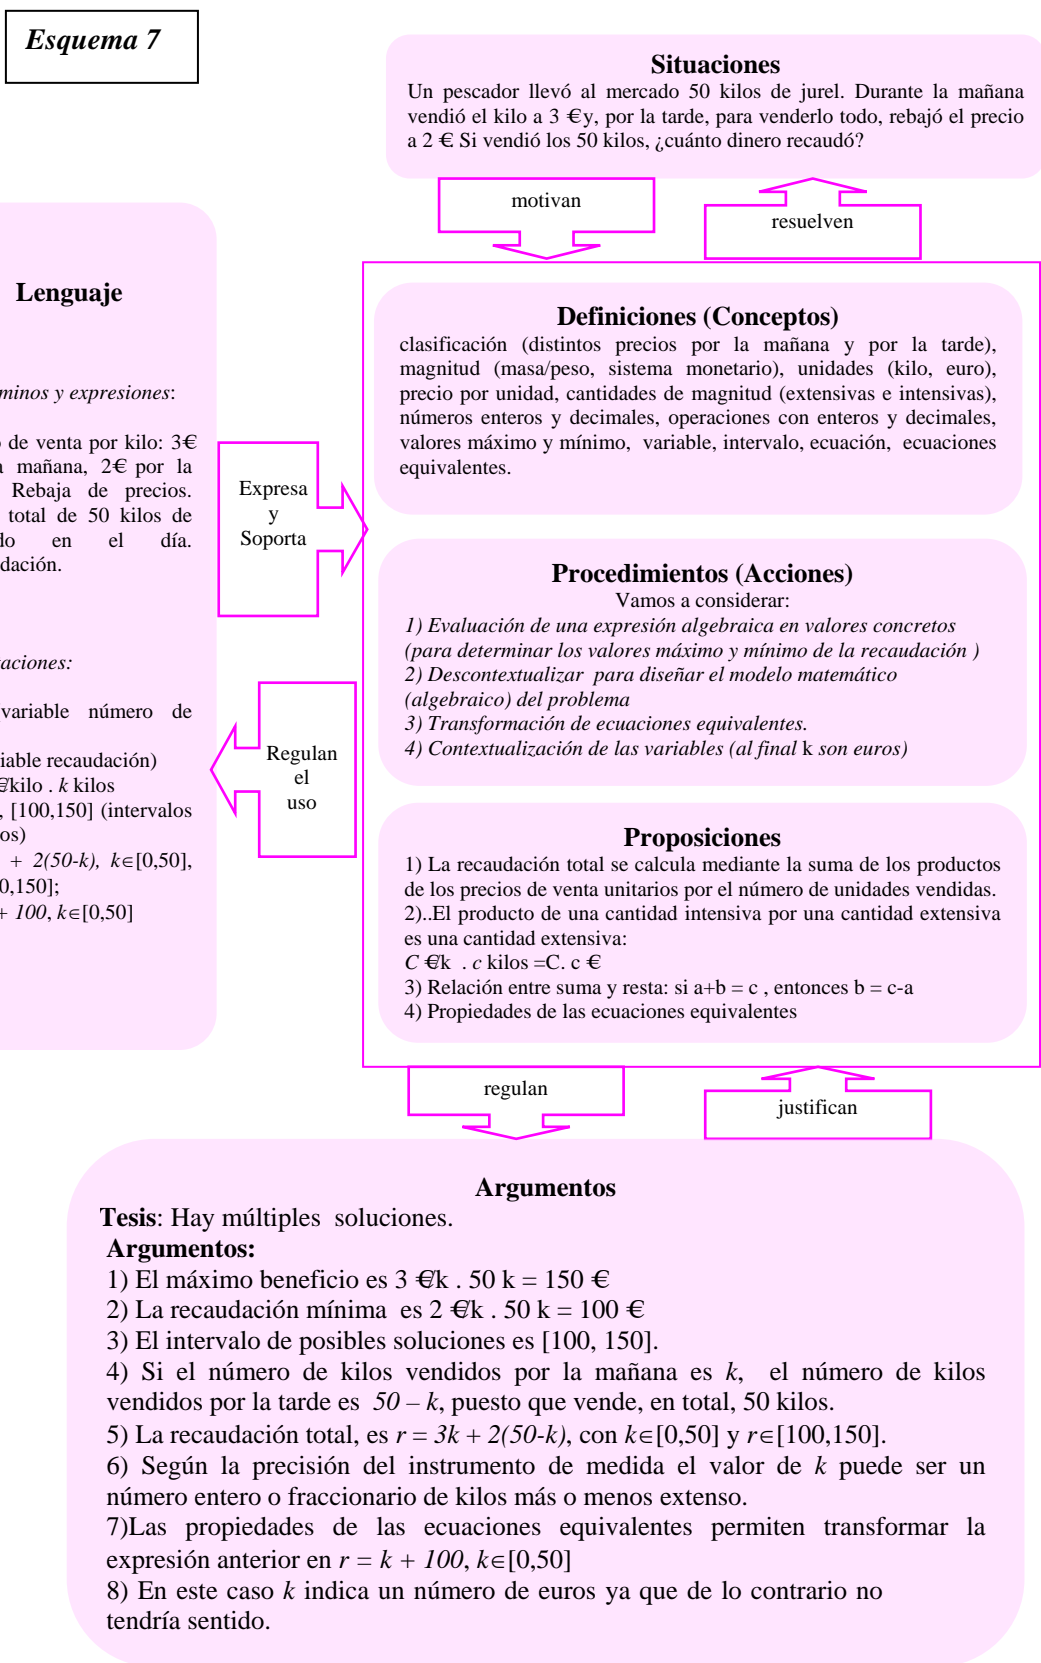 Esquema 7
Situaciones
Un pescador llevó al mercado 50 kilos de jurel. Durante la mañana
vendió el kilo a 3 €y, por la tarde, para venderlo todo, rebajó el precio
a 2 € Si vendió los 50 kilos, ¿cuánto dinero recaudó?
motivan
resuelven
Lenguaje
minos y expresiones:
o de venta por kilo: 3€
a mañana, 2€ por la
Rebaja de precios.
total de 50 kilos de
do en el día.
dación.
taciones:
variable número de
iable recaudación)
€/kilo . k kilos
, [100,150] (intervalos
os)
+ 2(50-k), k∈[0,50],
0,150];
+ 100, k∈[0,50]
Expresa
y
Soporta
Regulan
el
uso
Definiciones (Conceptos)
clasificación (distintos precios por la mañana y por la tarde),
magnitud (masa/peso, sistema monetario), unidades (kilo, euro),
precio por unidad, cantidades de magnitud (extensivas e intensivas),
números enteros y decimales, operaciones con enteros y decimales,
valores máximo y mínimo, variable, intervalo, ecuación, ecuaciones
equivalentes.
Procedimientos (Acciones)
Vamos a considerar:
1) Evaluación de una expresión algebraica en valores concretos
(para determinar los valores máximo y mínimo de la recaudación )
2) Descontextualizar para diseñar el modelo matemático
(algebraico) del problema
3) Transformación de ecuaciones equivalentes.
4) Contextualización de las variables (al final k son euros)
Proposiciones
1) La recaudación total se calcula mediante la suma de los productos
de los precios de venta unitarios por el número de unidades vendidas.
2)..El producto de una cantidad intensiva por una cantidad extensiva
es una cantidad extensiva:
C €/k . c kilos =C. c €
3) Relación entre suma y resta: si a+b = c , entonces b = c-a
4) Propiedades de las ecuaciones equivalentes
regulan
justifican
Argumentos
Tesis: Hay múltiples soluciones.
Argumentos:
1) El máximo beneficio es 3 €/k . 50 k = 150 €
2) La recaudación mínima es 2 €/k . 50 k = 100 €
3) El intervalo de posibles soluciones es [100, 150].
4) Si el número de kilos vendidos por la mañana es k, el número de kilos
vendidos por la tarde es 50 – k, puesto que vende, en total, 50 kilos.
5) La recaudación total, es r = 3k + 2(50-k), con k∈[0,50] y r∈[100,150].
6) Según la precisión del instrumento de medida el valor de k puede ser un
número entero o fraccionario de kilos más o menos extenso.
7)Las propiedades de las ecuaciones equivalentes permiten transformar la
expresión anterior en r = k + 100, k∈[0,50]
8) En este caso k indica un número de euros ya que de lo contrario no
tendría sentido.